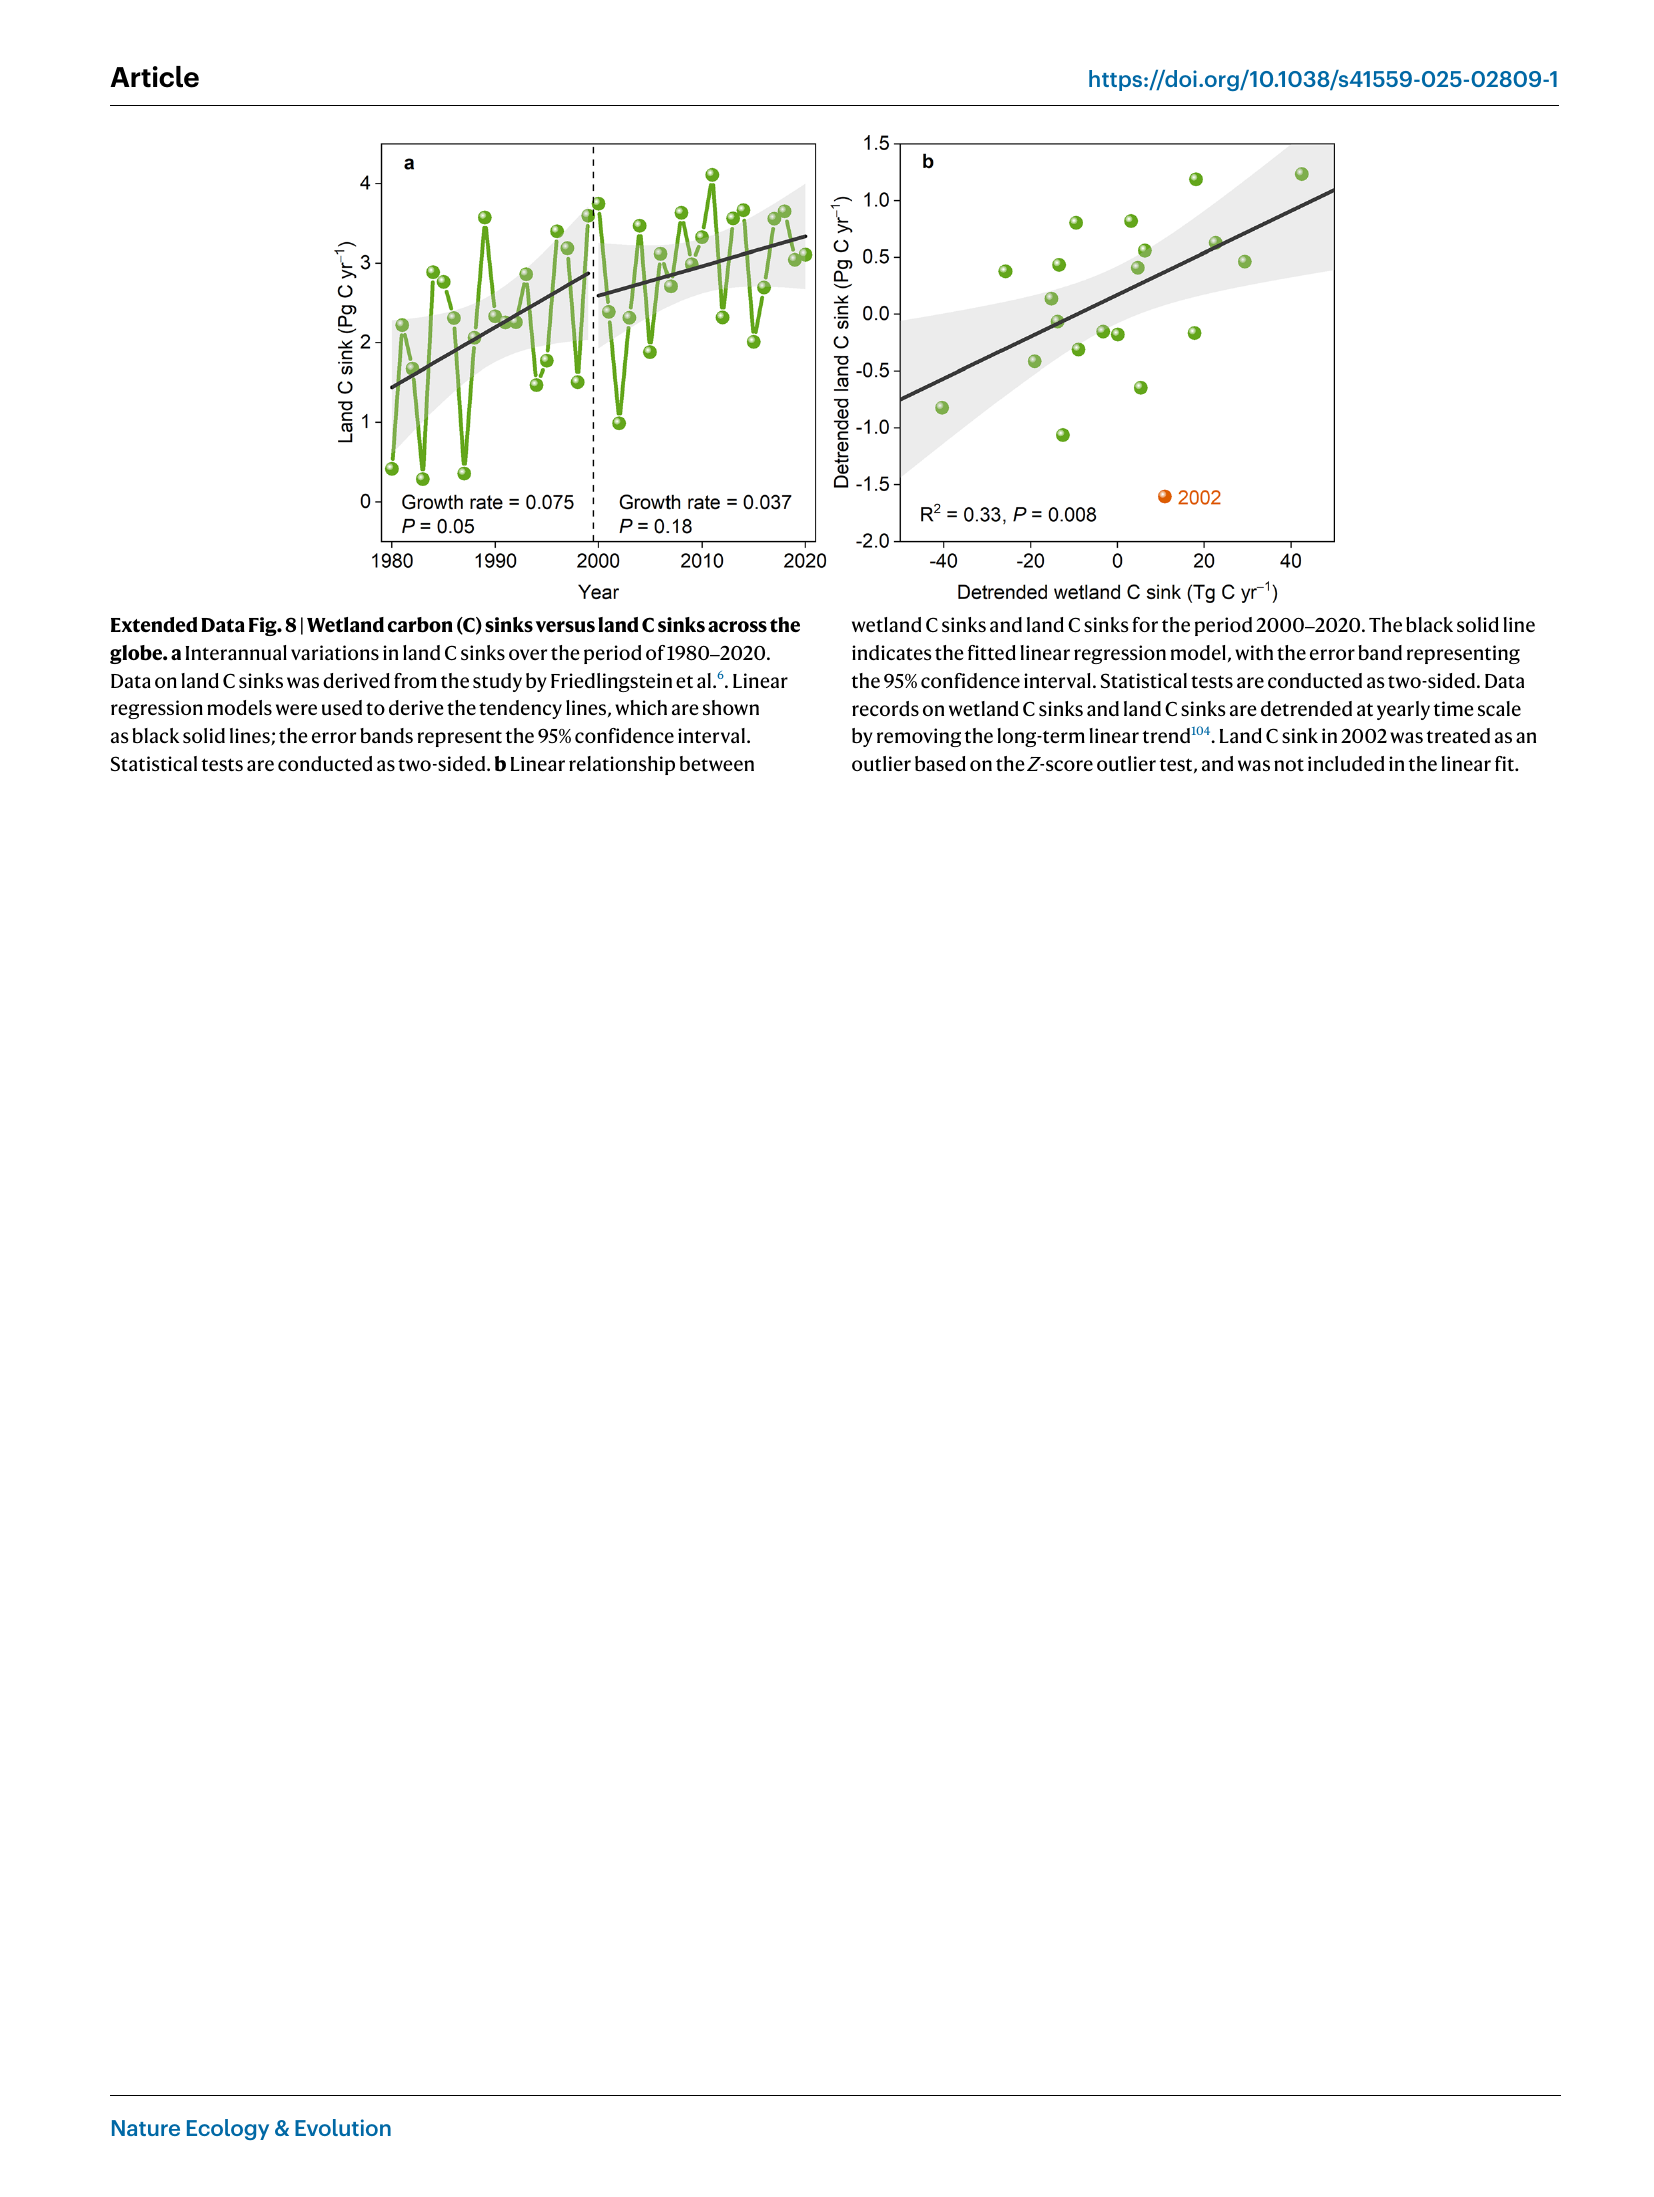 Article
https://doi.org/10.1038/s41559-025-02809-1
a
Land C sink (Pg C yr⁻¹)
4
3
2
1
0
Growth rate = 0.075
P = 0.05
Growth rate = 0.037
P = 0.18
1980 1990 2000 2010 2020
Year
b
Detrended land C sink (Pg C yr⁻¹)
1.5
1.0
0.5
0.0
-0.5
-1.0
-1.5
-2.0
2002
R² = 0.33, P = 0.008
-40 -20 0 20 40
Detrended wetland C sink (Tg C yr⁻¹)
Extended Data Fig. 8 | Wetland carbon (C) sinks versus land C sinks across the
globe. a Interannual variations in land C sinks over the period of 1980–2020.
Data on land C sinks was derived from the study by Friedlingstein et al.⁶. Linear
regression models were used to derive the tendency lines, which are shown
as black solid lines; the error bands represent the 95% confidence interval.
Statistical tests are conducted as two-sided. b Linear relationship between
wetland C sinks and land C sinks for the period 2000–2020. The black solid line
indicates the fitted linear regression model, with the error band representing
the 95% confidence interval. Statistical tests are conducted as two-sided. Data
records on wetland C sinks and land C sinks are detrended at yearly time scale
by removing the long-term linear trend¹⁰⁴. Land C sink in 2002 was treated as an
outlier based on the Z-score outlier test, and was not included in the linear fit.
Nature Ecology & Evolution